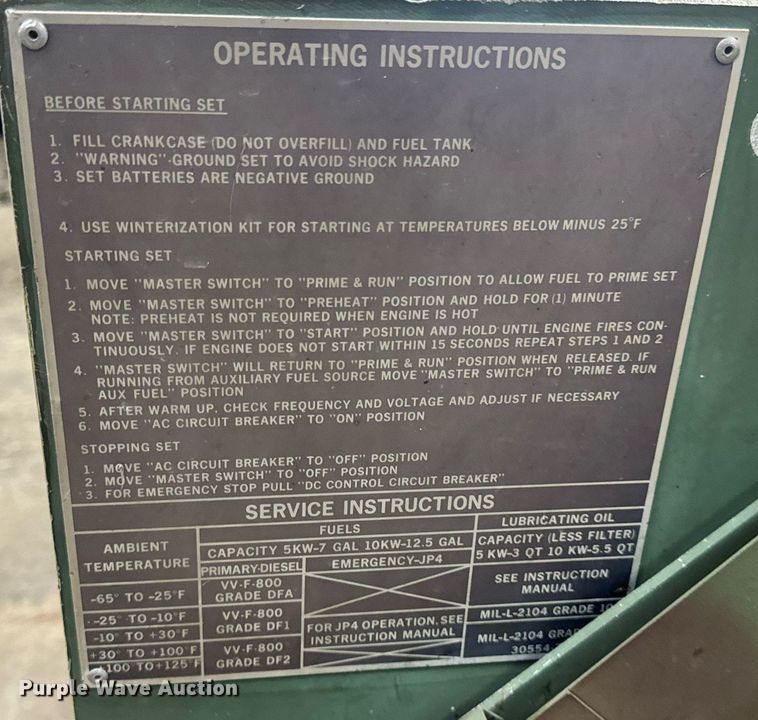 OPERATING INSTRUCTIONS
BEFORE STARTING SET
1. FILL CRANKCASE (DO NOT OVERFILL) AND FUEL TANK
2. "WARNING"-GROUND SET TO AVOID SHOCK HAZARD
3. SET BATTERIES ARE NEGATIVE GROUND
4. USE WINTERIZATION KIT FOR STARTING AT TEMPERATURES BELOW MINUS 25°F
STARTING SET
1. MOVE "MASTER SWITCH" TO "PRIME & RUN" POSITION TO ALLOW FUEL TO PRIME SET
2. MOVE "MASTER SWITCH" TO "PREHEAT" POSITION AND HOLD FOR (1) MINUTE
NOTE: PREHEAT IS NOT REQUIRED WHEN ENGINE IS HOT
3. MOVE "MASTER SWITCH" TO "START" POSITION AND HOLD UNTIL ENGINE FIRES CON-
TINUOUSLY. IF ENGINE DOES NOT START WITHIN 15 SECONDS REPEAT STEPS 1 AND 2
4. "MASTER SWITCH" WILL RETURN TO "PRIME & RUN" POSITION WHEN RELEASED. IF
RUNNING FROM AUXILIARY FUEL SOURCE MOVE "MASTER SWITCH" TO "PRIME & RUN
AUX FUEL" POSITION
5. AFTER WARM UP, CHECK FREQUENCY AND VOLTAGE AND ADJUST IF NECESSARY
6. MOVE "AC CIRCUIT BREAKER" TO "ON" POSITION
STOPPING SET
1. MOVE "AC CIRCUIT BREAKER" TO "OFF" POSITION
2. MOVE "MASTER SWITCH" TO "OFF" POSITION
3. FOR EMERGENCY STOP PULL "DC CONTROL CIRCUIT BREAKER"
SERVICE INSTRUCTIONS
AMBIENT
TEMPERATURE
FUELS
CAPACITY 5KW-7 GAL 10KW-12.5 GAL
PRIMARY-DIESEL
EMERGENCY-JP4
LUBRICATING OIL
CAPACITY (LESS FILTER)
5 KW-3 QT 10 KW-5.5 QT
-65° TO -25°F
VV-F-800
GRADE DFA
SEE INSTRUCTION
MANUAL
-25° TO -10°F
VV-F-800
GRADE DF1
FOR JP4 OPERATION, SEE
INSTRUCTION MANUAL
MIL-L-2104 GRADE 10
-10° TO +30°F
MIL-L-2104
30554
+30° TO +100°F
VV-F-800
GRADE DF2
+100 TO +125°F
Purple Wave Auction